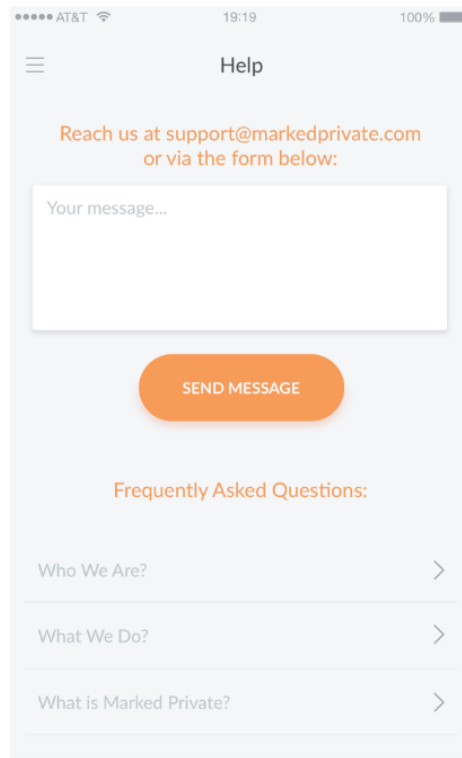 AT&T 19:19 100%
Help
Reach us at support@markedprivate.com
or via the form below:
Your message...
SEND MESSAGE
Frequently Asked Questions:
Who We Are?
What We Do?
What is Marked Private?